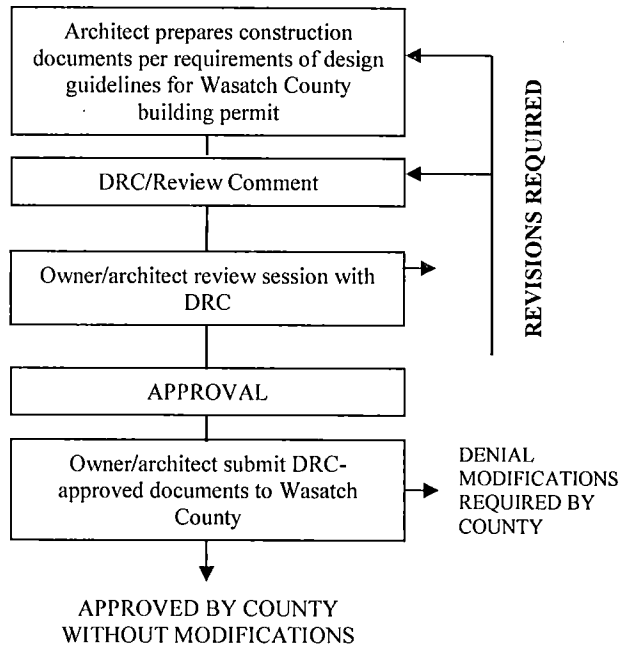 Architect prepares construction
documents per requirements of design
guidelines for Wasatch County
building permit
DRC/Review Comment
Owner/architect review session with
DRC
REVISIONS REQUIRED
APPROVAL
Owner/architect submit DRC-
approved documents to Wasatch
County
DENIAL
MODIFICATIONS
REQUIRED BY
COUNTY
APPROVED BY COUNTY
WITHOUT MODIFICATIONS